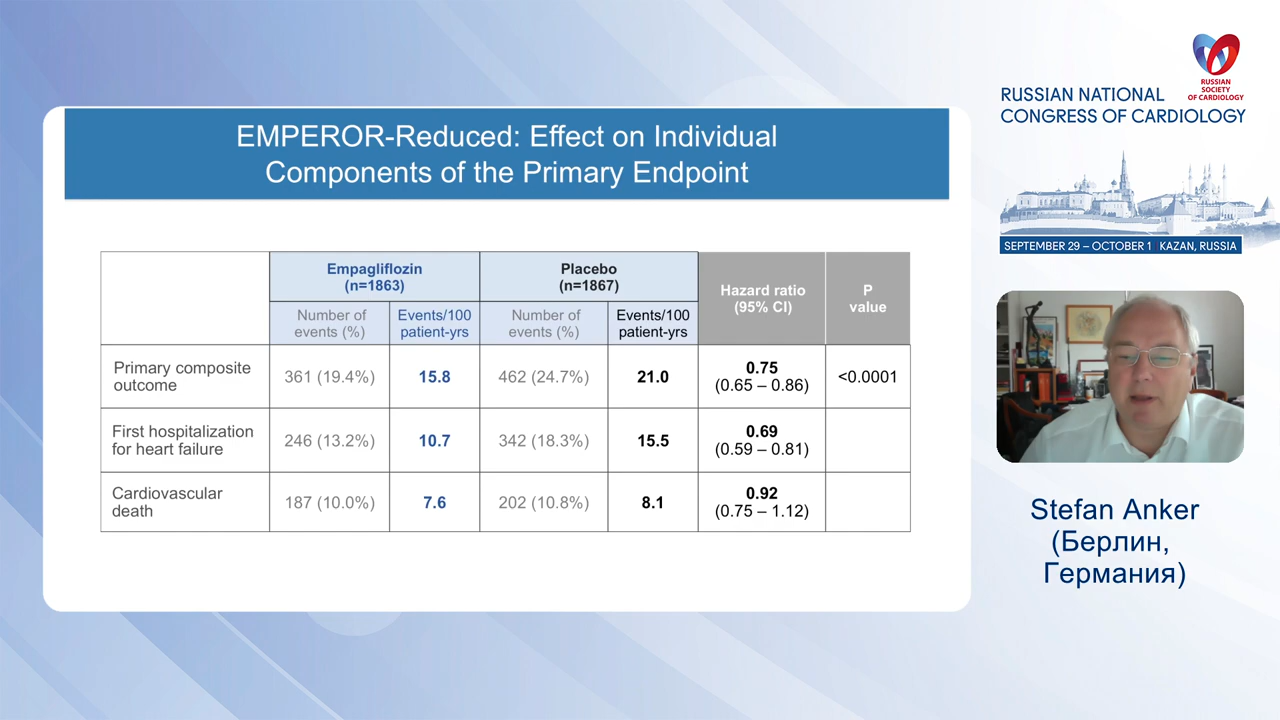 EMPEROR-Reduced: Effect on Individual
Components of the Primary Endpoint
Empagliflozin
(n=1863)
Placebo
(n=1867)
Hazard ratio
(95% CI)
P
value
Number of
events (%)
Events/100
patient-yrs
Number of
events (%)
Events/100
patient-yrs
Primary composite
outcome
361 (19.4%)
15.8
462 (24.7%)
21.0
0.75
(0.65 – 0.86)
<0.0001
First hospitalization
for heart failure
246 (13.2%)
10.7
342 (18.3%)
15.5
0.69
(0.59 – 0.81)
Cardiovascular
death
187 (10.0%)
7.6
202 (10.8%)
8.1
0.92
(0.75 – 1.12)
RUSSIAN
SOCIETY
OF CARDIOLOGY
RUSSIAN NATIONAL
CONGRESS OF CARDIOLOGY
SEPTEMBER 29 – OCTOBER 1 KAZAN, RUSSIA
Stefan Anker
(Берлин,
Германия)